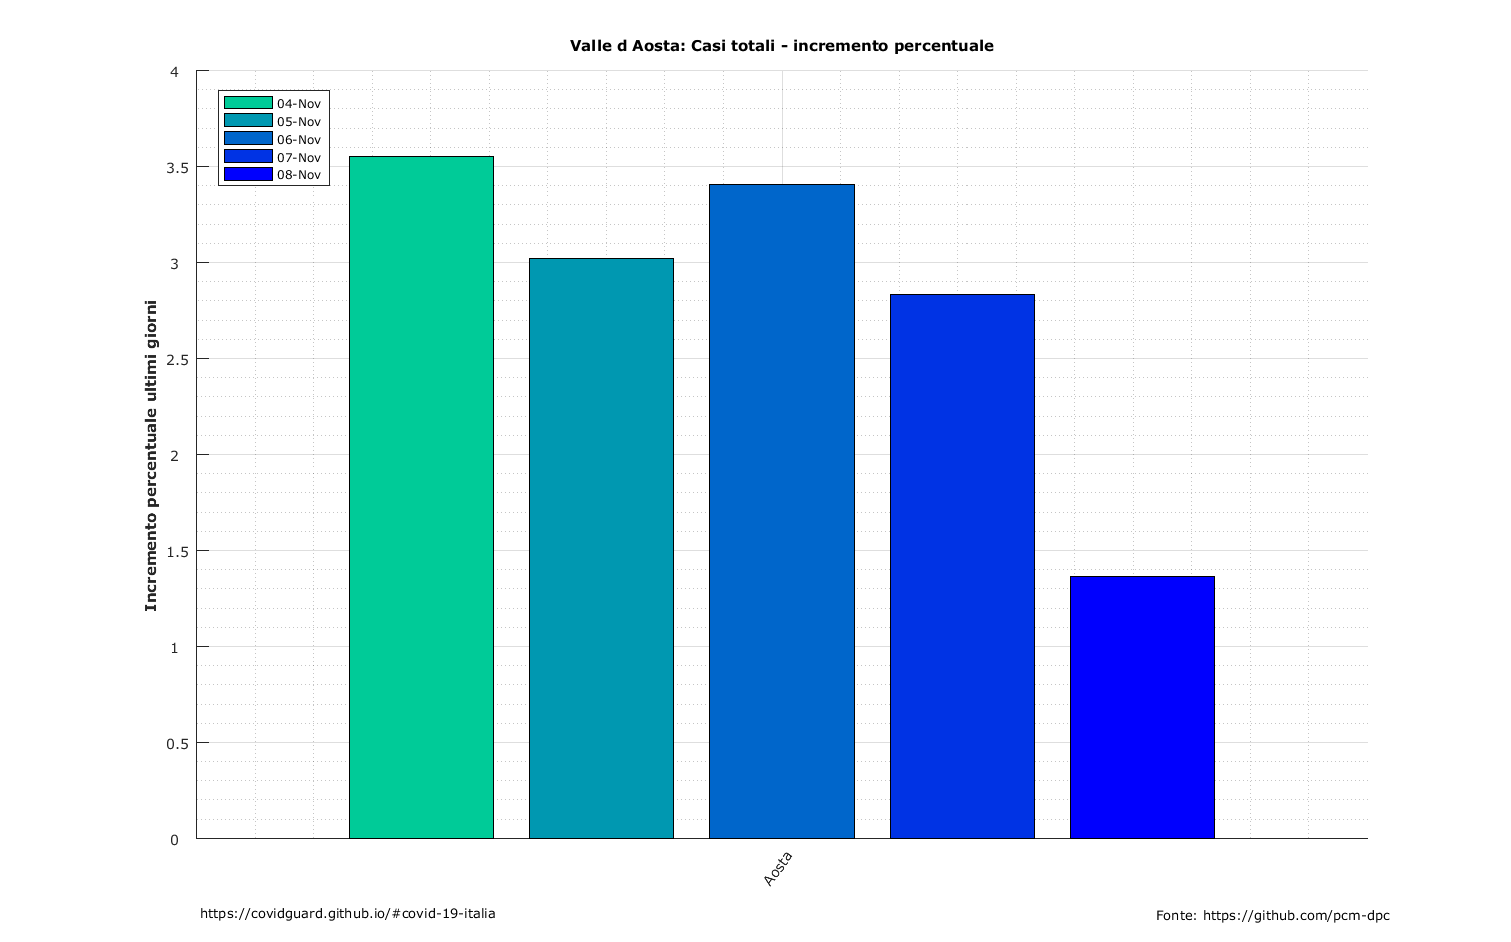 Valle d Aosta: Casi totali - incremento percentuale
4
3.5
3
2.5
2
1.5
1
0.5
0
04-Nov
05-Nov
06-Nov
07-Nov
08-Nov
Incremento percentuale ultimi giorni
Aosta
https://covidguard.github.io/#covid-19-italia
Fonte: https://github.com/pcm-dpc